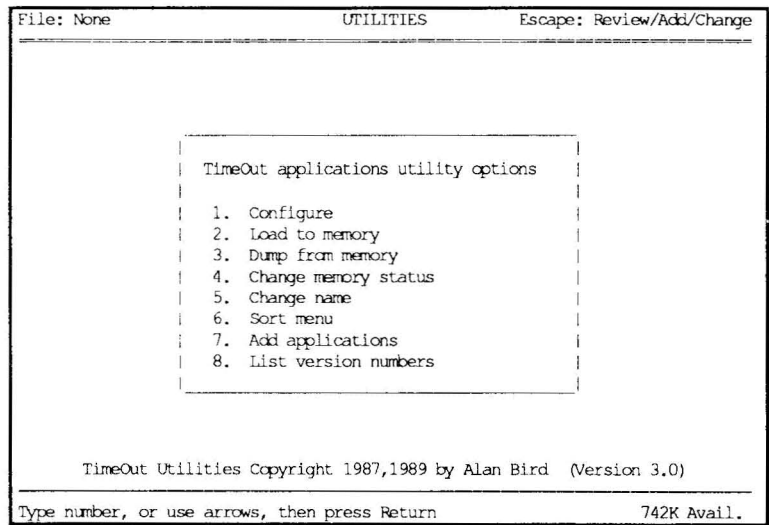 File: None UTILITIES Escape: Review/Add/Change
TimeOut applications utility options
1. Configure
2. Load to memory
3. Dump from memory
4. Change memory status
5. Change name
6. Sort menu
7. Add applications
8. List version numbers
TimeOut Utilities Copyright 1987,1989 by Alan Bird (Version 3.0)
Type number, or use arrows, then press Return 742K Avail.